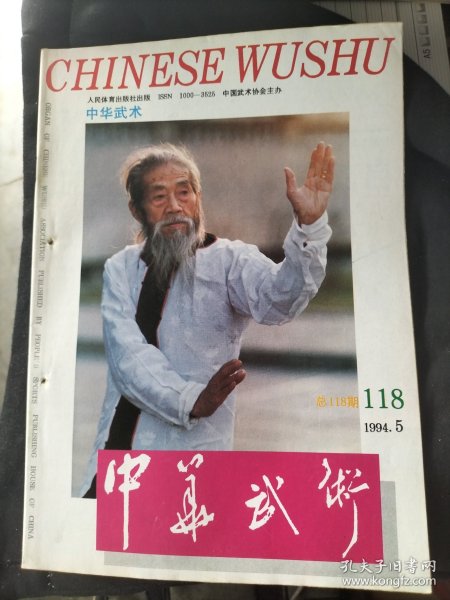 CHINESE WUSHU
人民体育出版社出版 ISSN 1000—3525 中国武术协会主办
中华武术
ORGAN OF CHINESE WUSHU ASSOCIATION PUBLISHED BY PEOPLE'S SPORTS PUBLISHING HOUSE OF CHINA
总118期 118
1994.5
中華武術
A5
孔夫子旧书网
www.kongfz.com